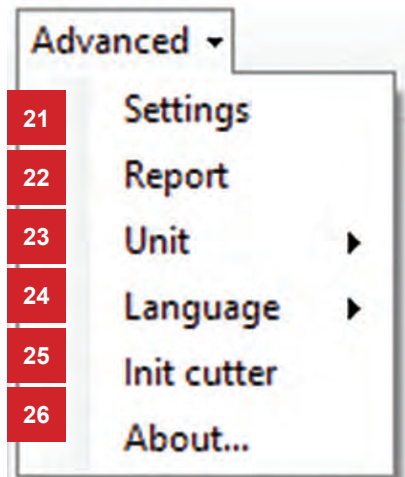 Advanced
21 Settings
22 Report
23 Unit
24 Language
25 Init cutter
26 About...